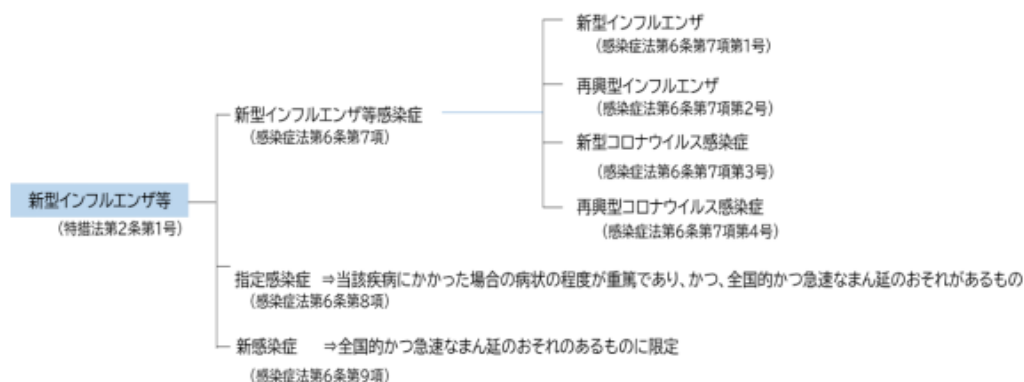 新型インフルエンザ
（感染症法第6条第7項第1号）
再興型インフルエンザ
（感染症法第6条第7項第2号）
新型インフルエンザ等感染症
（感染症法第6条第7項）
新型コロナウイルス感染症
（感染症法第6条第7項第3号）
新型インフルエンザ等
（特措法第2条第1号）
再興型コロナウイルス感染症
（感染症法第6条第7項第4号）
指定感染症 ⇒当該疾病にかかった場合の病状の程度が重篤であり、かつ、全国的かつ急速なまん延のおそれがあるもの
（感染症法第6条第8項）
新感染症 ⇒全国的かつ急速なまん延のおそれのあるものに限定
（感染症法第6条第9項）